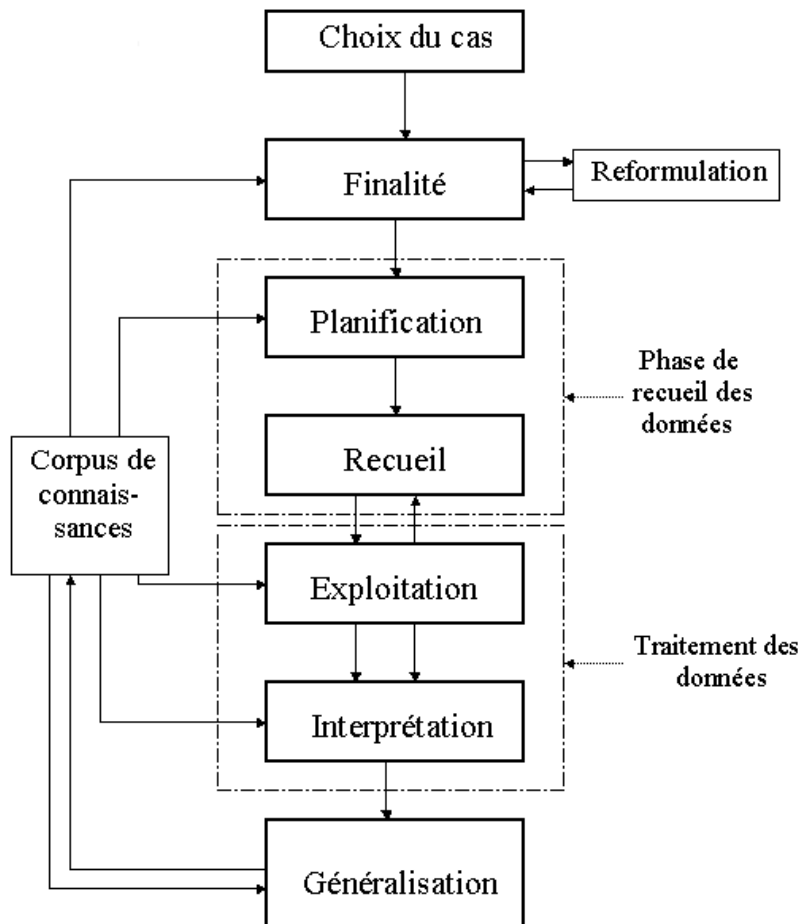 Choix du cas
Finalité
Reformulation
Planification
Phase de
recueil des
données
Recueil
Corpus de
connais-
sances
Exploitation
Traitement des
données
Interprétation
Généralisation